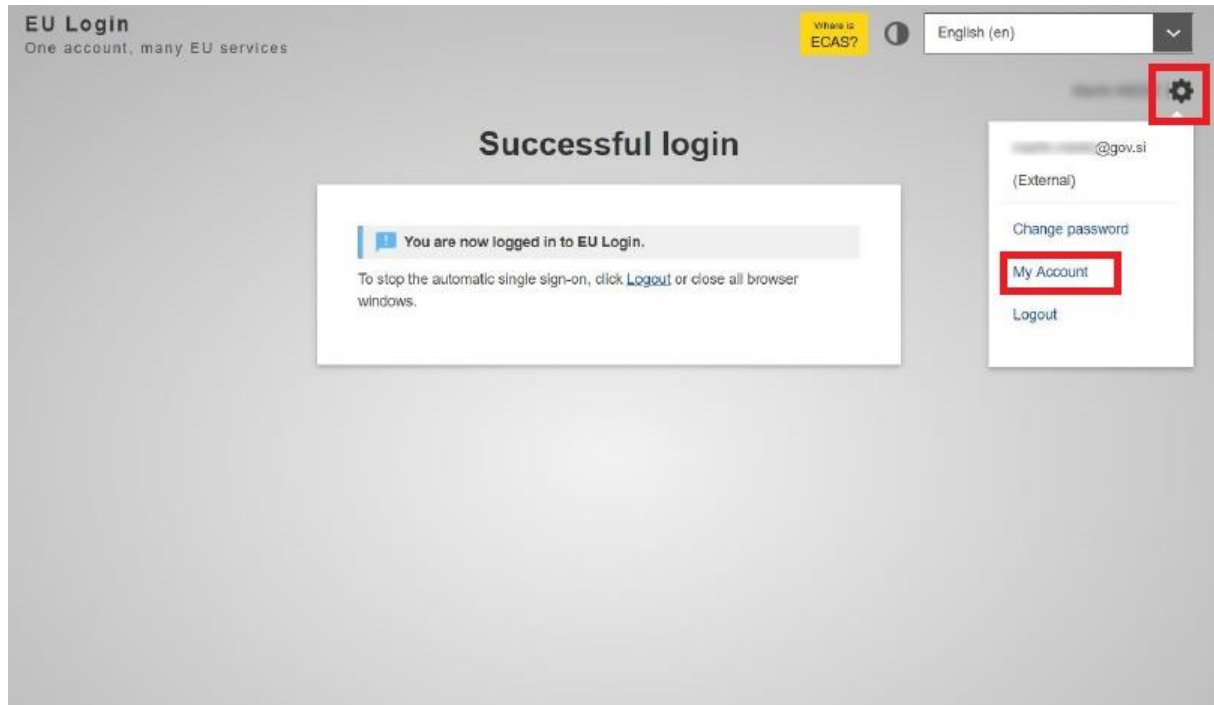 EU Login
One account, many EU services
Where is
ECAS?
English (en)
Successful login
@gov.si
(External)
You are now logged in to EU Login.
Change password
To stop the automatic single sign-on, click Logout or close all browser
windows.
My Account
Logout